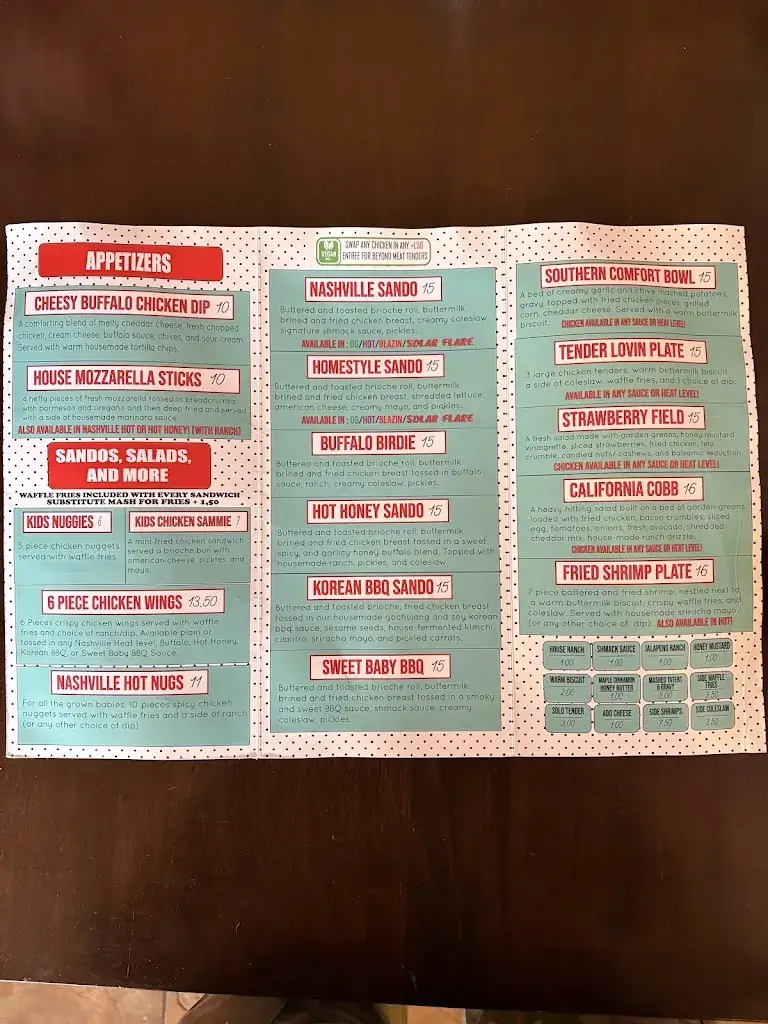 APPETIZERS
CHEESY BUFFALO CHICKEN DIP 10
A comforting blend of melty cheddar cheese, fresh chopped
chicken, cream cheese, buffalo sauce, chives, and sour cream.
Served with warm housemade tortilla chips.
HOUSE MOZZARELLA STICKS 10
4 hefty pieces of fresh mozzarella tossed in breadcrumbs
with parmesan and oregano and then deep fried and served
with a side of housemade marinara sauce.
ALSO AVAILABLE IN NASHVILLE HOT OR HOT HONEY! (WITH RANCH)
SANDOS, SALADS,
AND MORE
WAFFLE FRIES INCLUDED WITH EVERY SANDWICH
SUBSTITUTE MASH FOR FRIES + 1,50
KIDS NUGGIES 6
5 piece chicken nuggets
served with waffle fries
KIDS CHICKEN SAMMIE 7
A mini fried chicken sandwich
served a brioche bun with
american cheese, pickles, and
mayo.
6 PIECE CHICKEN WINGS 13,50
6 Pieces crispy chicken wings served with waffle
fries and choice of ranch/dip. Available plain or
tossed in any Nashville Heat level, Buffalo, Hot Honey,
Korean BBQ, or Sweet Baby BBQ Sauce.
NASHVILLE HOT NUGS 11
For all the grown babies, 10 pieces spicy chicken
nuggets served with waffle fries and a side of ranch
(or any other choice of dip)
VEGAN
SWAP ANY CHICKEN IN ANY +1,50
ENTREE FOR BEYOND MEAT TENDERS
NASHVILLE SANDO 15
Buttered and toasted brioche roll, buttermilk
brined and fried chicken breast, creamy coleslaw,
signature shmack sauce, pickles.
AVAILABLE IN : OG/HOT/BLAZIN/SOLAR FLARE
HOMESTYLE SANDO 15
Buttered and toasted brioche roll, buttermilk
brined and fried chicken breast, shredded lettuce,
american cheese, creamy mayo, and pickles.
AVAILABLE IN : OG/HOT/BLAZIN/SOLAR FLARE
BUFFALO BIRDIE 15
Buttered and toasted brioche roll, buttermilk
brined and fried chicken breast tossed in buffalo
sauce, ranch, creamy coleslaw, pickles.
HOT HONEY SANDO 15
Buttered and toasted brioche roll, buttermilk
brined and fried chicken breast tossed in a sweet
spicy, and garlicy honey buffalo blend. Topped with
housemade ranch, pickles, and coleslaw
KOREAN BBQ SANDO 15
Buttered and toasted brioche, fried chicken breast
tossed in our housemade gochujang and soy korean
bbq sauce, sesame seeds, house-fermented kimchi,
cilantro, sriracha mayo, and pickled carrots.
SWEET BABY BBQ 15
Buttered and toasted brioche roll, buttermilk
brined and fried chicken breast tossed in a smoky
and sweet BBQ sauce, shmack sauce, creamy
coleslaw, pickles
SOUTHERN COMFORT BOWL 15
A bed of creamy garlic and chive mashed potatoes,
gravy, topped with fried chicken pieces, grilled
corn, cheddar cheese. Served with a warm buttermilk
biscuit. CHICKEN AVAILABLE IN ANY SAUCE OR HEAT LEVEL!
TENDER LOVIN PLATE 15
3 large chicken tenders, warm buttermilk biscuit,
a side of coleslaw, waffle fries, and 1 choice of dip.
AVAILABLE IN ANY SAUCE OR HEAT LEVEL!
STRAWBERRY FIELD 15
A fresh salad made with garden greens, honey mustard
vinaigrette, sliced strawberries, fried chicken, feta
crumble, candied nuts/ cashews, and balsamic reduction.
CHICKEN AVAILABLE IN ANY SAUCE OR HEAT LEVEL!
CALIFORNIA COBB 16
A heavy hitting salad built on a bed of garden greens
loaded with fried chicken, bacon crumbles, sliced
egg, tomatoes, onions, fresh avocado, shredded
cheddar mix, house-made ranch drizzle.
CHICKEN AVAILABLE IN ANY SAUCE OR HEAT LEVEL!
FRIED SHRIMP PLATE 16
7 piece battered and fried shrimp, nestled next to
a warm buttermilk biscuit, crispy waffle fries, and
coleslaw. Served with housemade sriracha mayo
(or any other choice of dip). ALSO AVAILABLE IN HOT!
HOUSE RANCH 1,00
SHMACK SAUCE 1,00
JALAPENO RANCH 1,00
HONEY MUSTARD 1,00
WARM BISCUIT 2,00
MAPLE CINNAMON HONEY BUTTER 1,00
MASHED TATERS & GRAVY 5,00
SIDE WAFFLE FRIES 3,50
SOLO TENDER 3,00
ADD CHEESE 1,00
SIDE SHRIMPS 7,50
SIDE COLESLAW 3,50